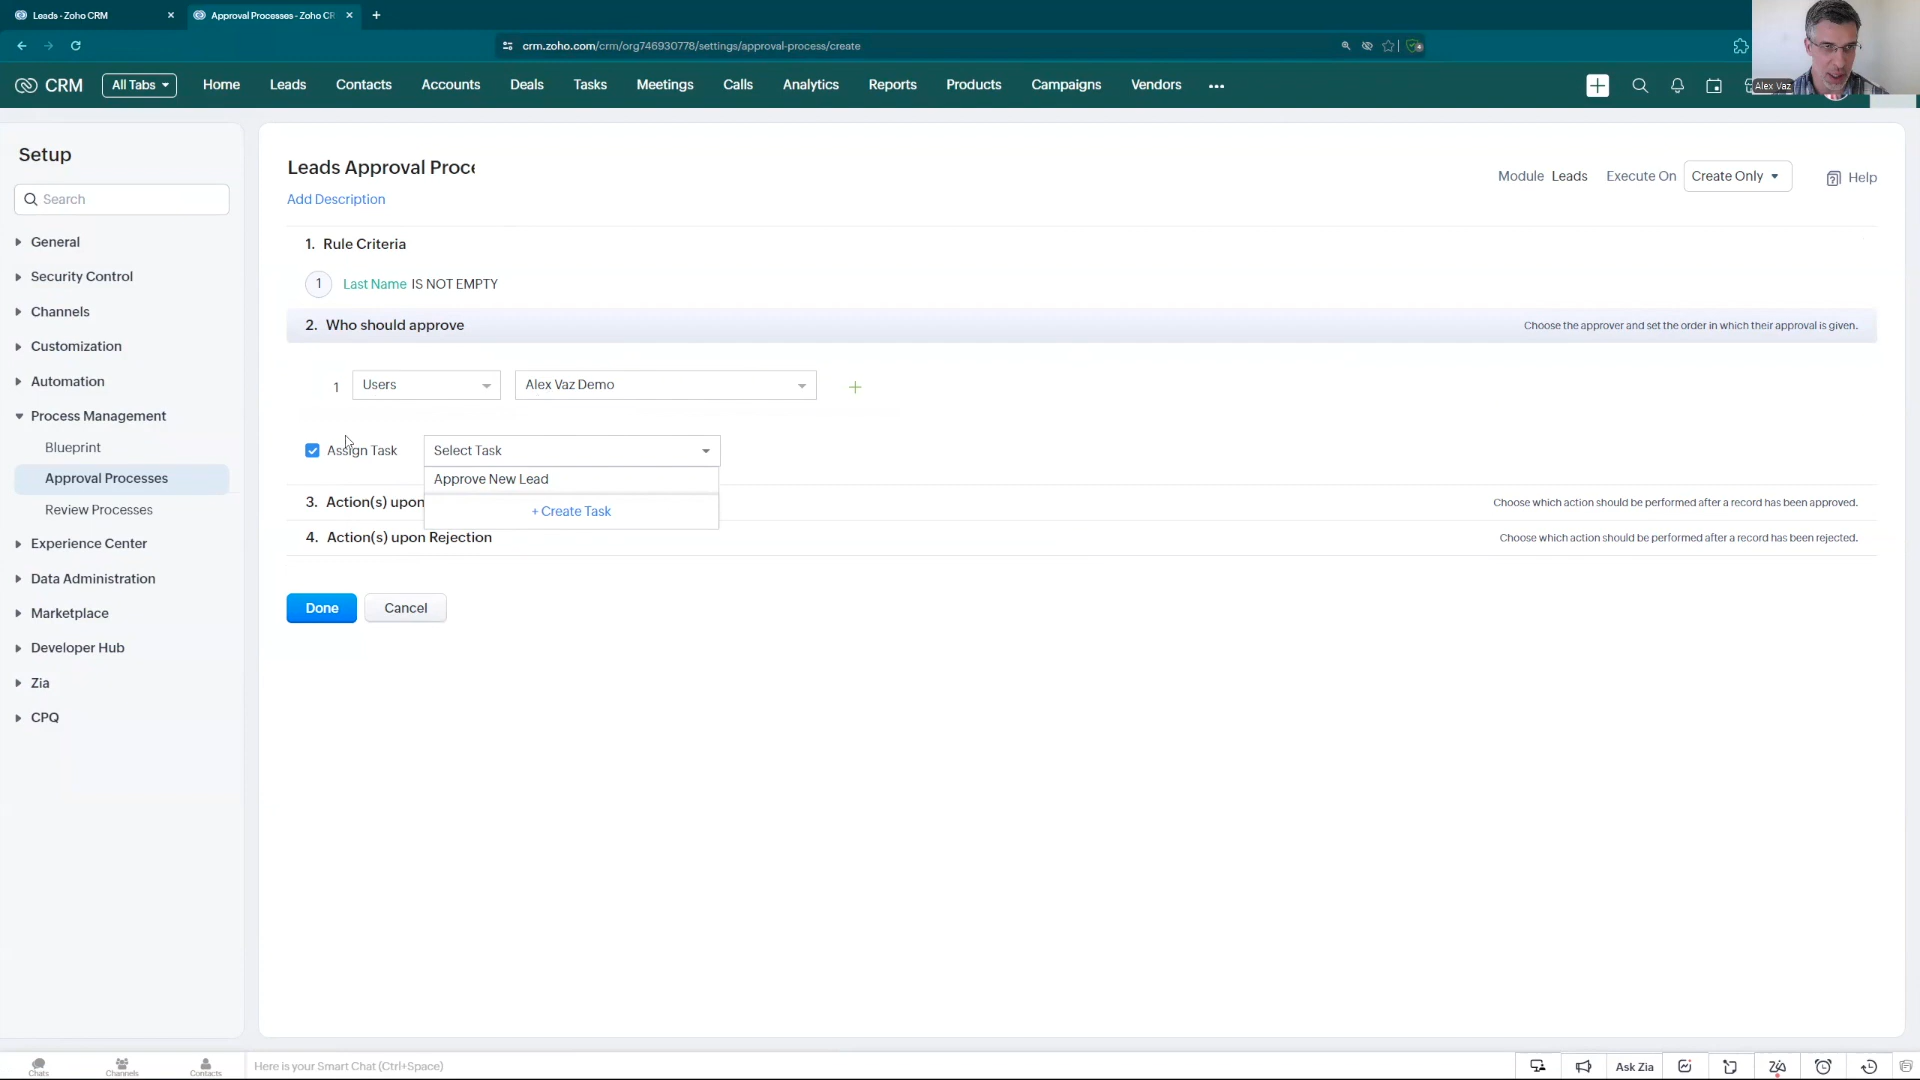 Leads - Zoho CRM
Approval Processes - Zoho CR
crm.zoho.com/crm/org746930778/settings/approval-process/create
CRM
All Tabs
Home
Leads
Contacts
Accounts
Deals
Tasks
Meetings
Calls
Analytics
Reports
Products
Campaigns
Vendors
Alex Vaz
Setup
Search
General
Security Control
Channels
Customization
Automation
Process Management
Blueprint
Approval Processes
Review Processes
Experience Center
Data Administration
Marketplace
Developer Hub
Zia
CPQ
Leads Approval Proce
Add Description
Module Leads Execute On Create Only
Help
1. Rule Criteria
1 Last Name IS NOT EMPTY
2. Who should approve
Choose the approver and set the order in which their approval is given.
1 Users Alex Vaz Demo
Assign Task Select Task
Approve New Lead
+ Create Task
3. Action(s) upon
Choose which action should be performed after a record has been approved.
4. Action(s) upon Rejection
Choose which action should be performed after a record has been rejected.
Done
Cancel
Chats
Channels
Contacts
Here is your Smart Chat (Ctrl+Space)
Ask Zia